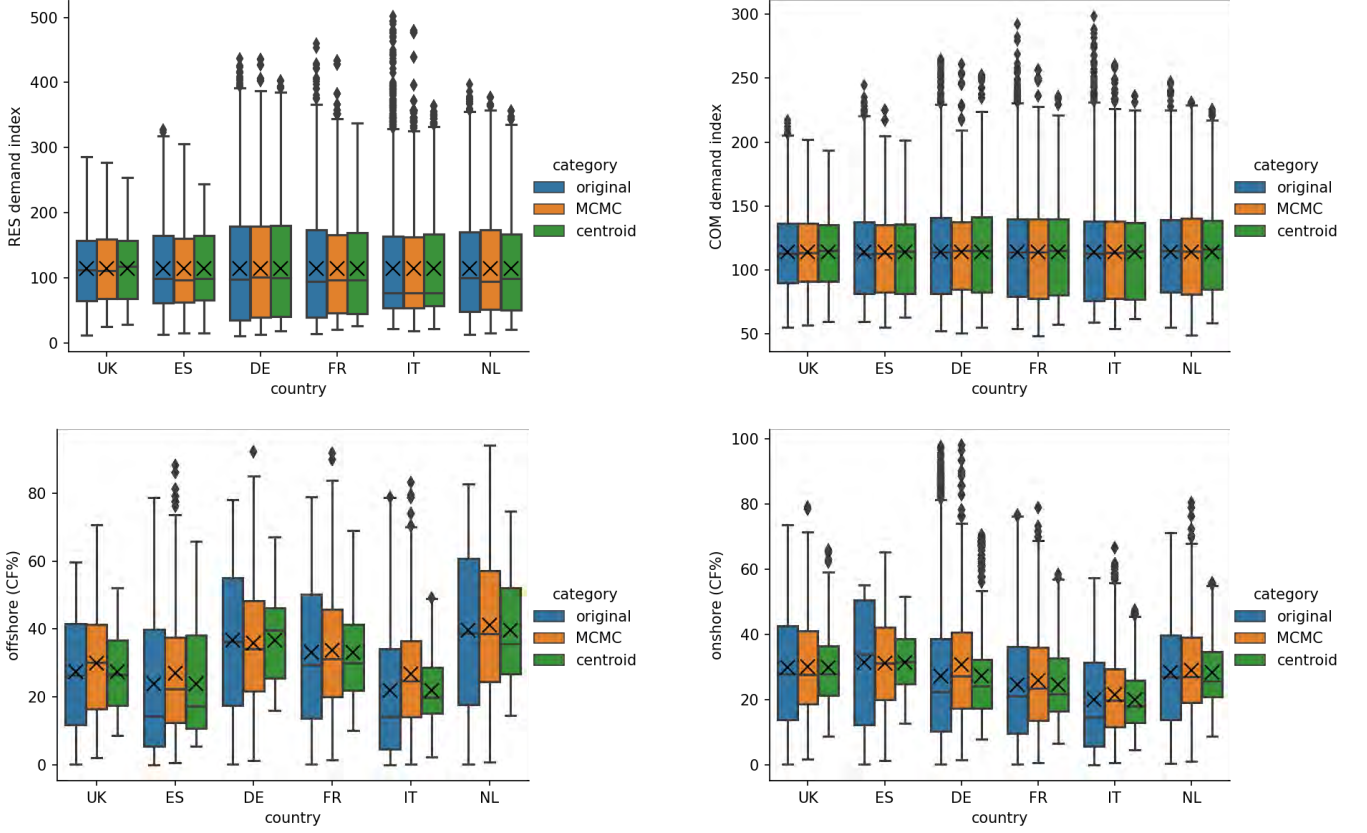 500
400
300
200
100
0
RES demand index
UK ES DE FR IT NL
country
category
original
MCMC
centroid
300
250
200
150
100
50
COM demand index
UK ES DE FR IT NL
country
category
original
MCMC
centroid
80
60
40
20
0
offshore (CF%)
UK ES DE FR IT NL
country
category
original
MCMC
centroid
100
80
60
40
20
0
onshore (CF%)
UK ES DE FR IT NL
country
category
original
MCMC
centroid